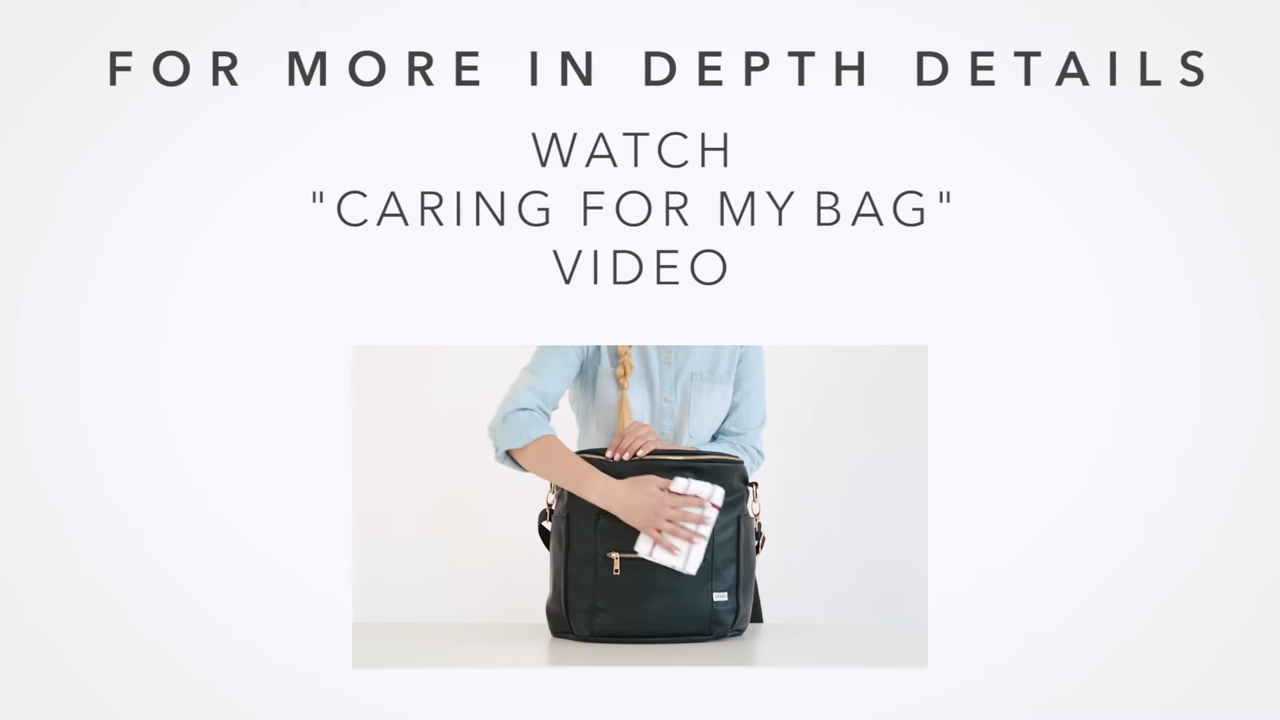 FOR MORE IN DEPTH DETAILS
WATCH
"CARING FOR MY BAG"
VIDEO